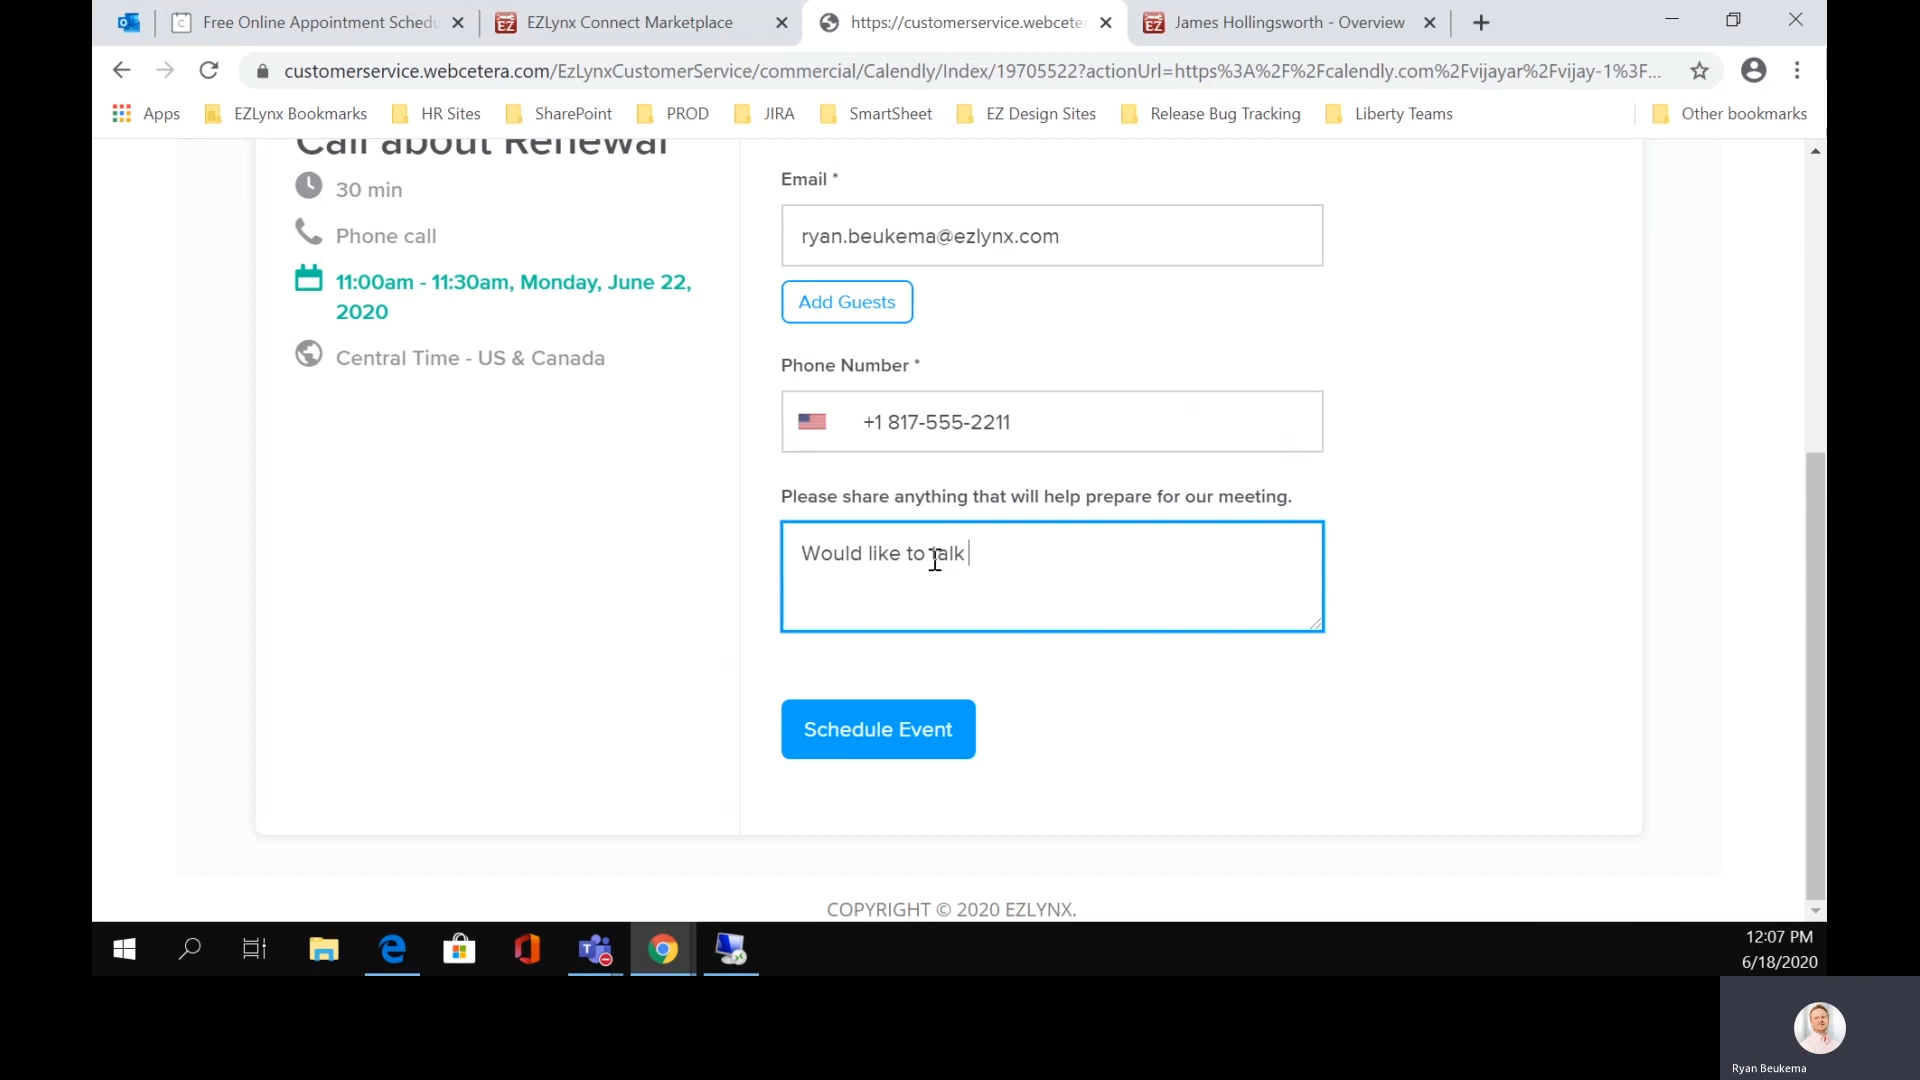 Free Online Appointment Schedu
EZLynx Connect Marketplace
https://customerservice.webceter
James Hollingsworth - Overview
customerservice.webcetera.com/EzLynxCustomerService/commercial/Calendly/Index/19705522?actionUrl=https%3A%2F%2Fcalendly.com%2Fvijayar%2Fvijay-1%3F...
Apps
EZLynx Bookmarks
HR Sites
SharePoint
PROD
JIRA
SmartSheet
EZ Design Sites
Release Bug Tracking
Liberty Teams
Other bookmarks
Call about Renewal
30 min
Phone call
11:00am - 11:30am, Monday, June 22,
2020
Central Time - US & Canada
Email *
ryan.beukema@ezlynx.com
Add Guests
Phone Number *
+1 817-555-2211
Please share anything that will help prepare for our meeting.
Would like to talk
Schedule Event
COPYRIGHT © 2020 EZLYNX.
12:07 PM
6/18/2020
Ryan Beukema